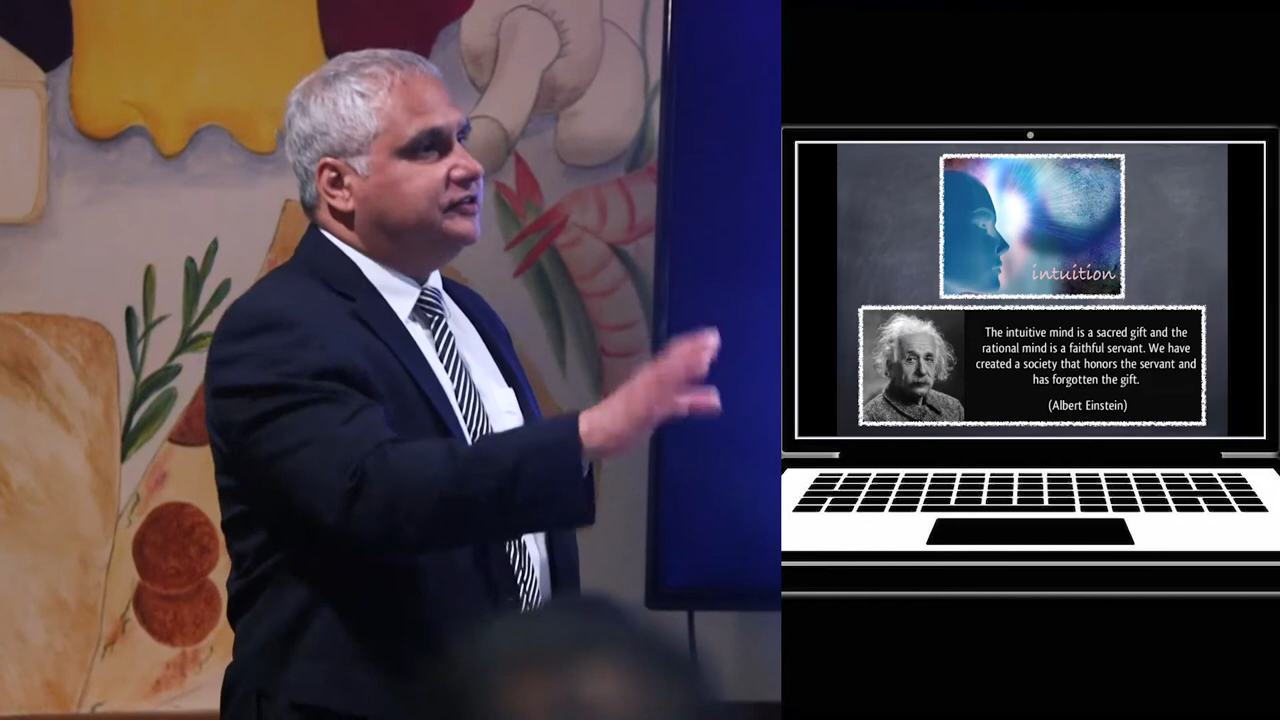 intuition
The intuitive mind is a sacred gift and the
rational mind is a faithful servant. We have
created a society that honors the servant and
has forgotten the gift.
(Albert Einstein)